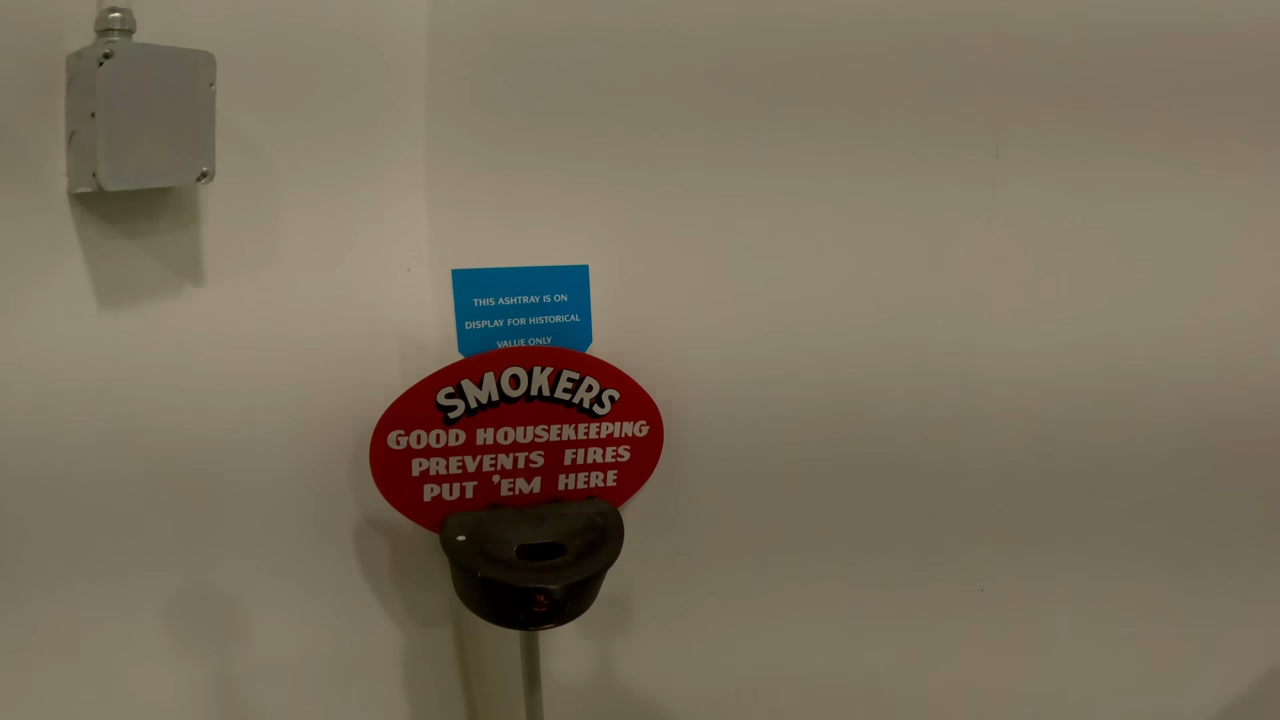 THIS ASHTRAY IS ON
DISPLAY FOR HISTORICAL
VALUE ONLY
SMOKERS
GOOD HOUSEKEEPING
PREVENTS FIRES
PUT 'EM HERE